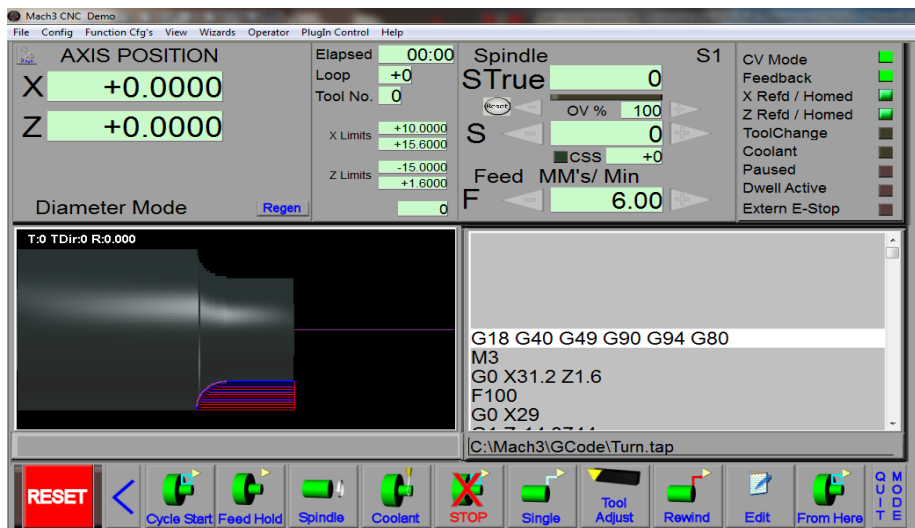 Mach3 CNC Demo
File Config Function Cfg's View Wizards Operator PlugIn Control Help
AXIS POSITION
X +0.0000
Z +0.0000
Diameter Mode Regen
Elapsed 00:00
Loop +0
Tool No. 0
X Limits +10.0000
+15.6000
Z Limits -15.0000
+1.6000
0
Spindle S1
STrue 0
Reset OV % 100
S 0
CSS +0
Feed MM's/ Min
F 6.00
CV Mode
Feedback
X Refd / Homed
Z Refd / Homed
ToolChange
Coolant
Paused
Dwell Active
Extern E-Stop
T:0 TDir:0 R:0.000
G18 G40 G49 G90 G94 G80
M3
G0 X31.2 Z1.6
F100
G0 X29
C:\Mach3\GCode\Turn.tap
RESET
Cycle Start
Feed Hold
Spindle
Coolant
STOP
Single
Tool
Adjust
Rewind
Edit
From Here
QUIT
MODE